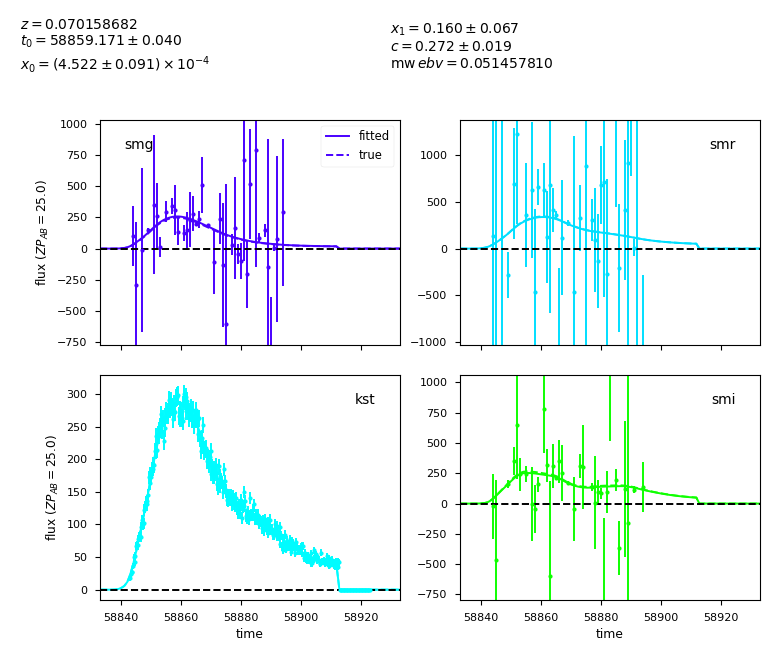 z = 0.070158682
t₀ = 58859.171 ± 0.040
x₀ = (4.522 ± 0.091) × 10⁻⁴
x₁ = 0.160 ± 0.067
c = 0.272 ± 0.019
mw ebv = 0.051457810
smg
fitted
true
1000
750
500
250
0
−250
−500
−750
flux (ZP_AB = 25.0)
smr
1000
500
0
−500
−1000
kst
300
250
200
150
100
50
0
flux (ZP_AB = 25.0)
58840 58860 58880 58900 58920
time
smi
1000
750
500
250
0
−250
−500
−750
58840 58860 58880 58900 58920
time